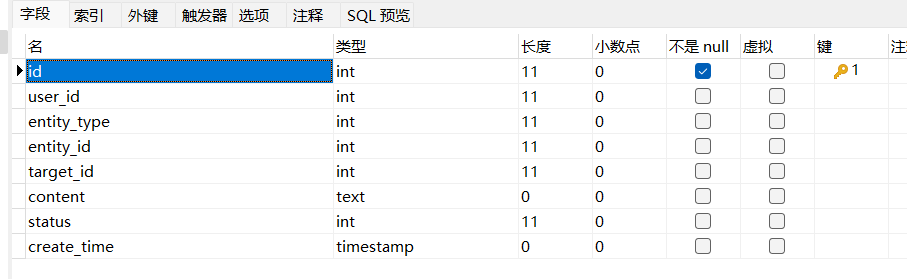 字段 索引 外键 触发器 选项 注释 SQL 预览
名 类型 长度 小数点 不是 null 虚拟 键
id int 11 0 1
user_id int 11 0
entity_type int 11 0
entity_id int 11 0
target_id int 11 0
content text 0 0
status int 11 0
create_time timestamp 0 0